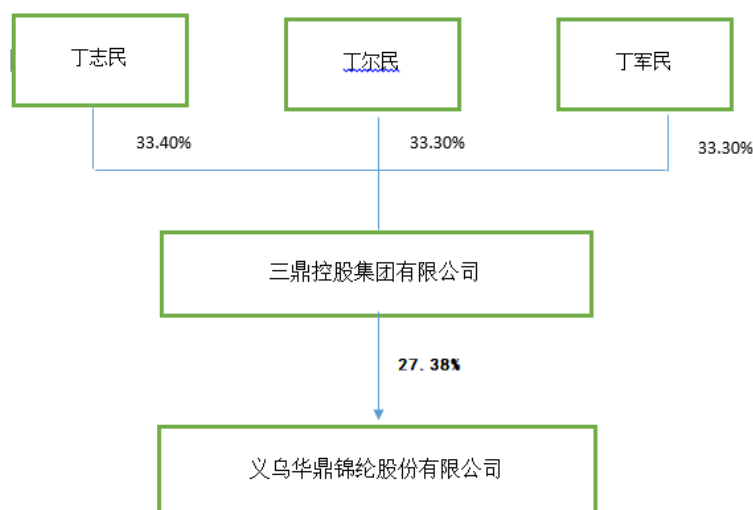 丁志民
丁尔民
丁军民
33.40%
33.30%
33.30%
三鼎控股集团有限公司
27.38%
义乌华鼎锦纶股份有限公司